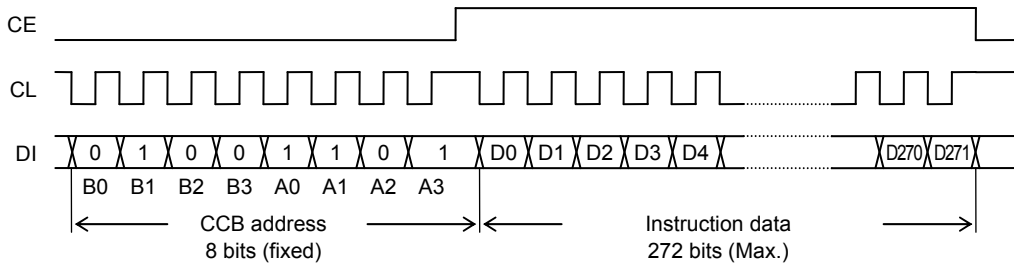 CE
CL
DI 0 1 0 0 1 1 0 1 D0 D1 D2 D3 D4 D270 D271
B0 B1 B2 B3 A0 A1 A2 A3
CCB address Instruction data
8 bits (fixed) 272 bits (Max.)